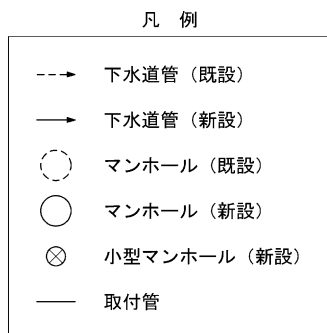 凡 例
下水道管（既設）
下水道管（新設）
マンホール（既設）
マンホール（新設）
小型マンホール（新設）
取付管